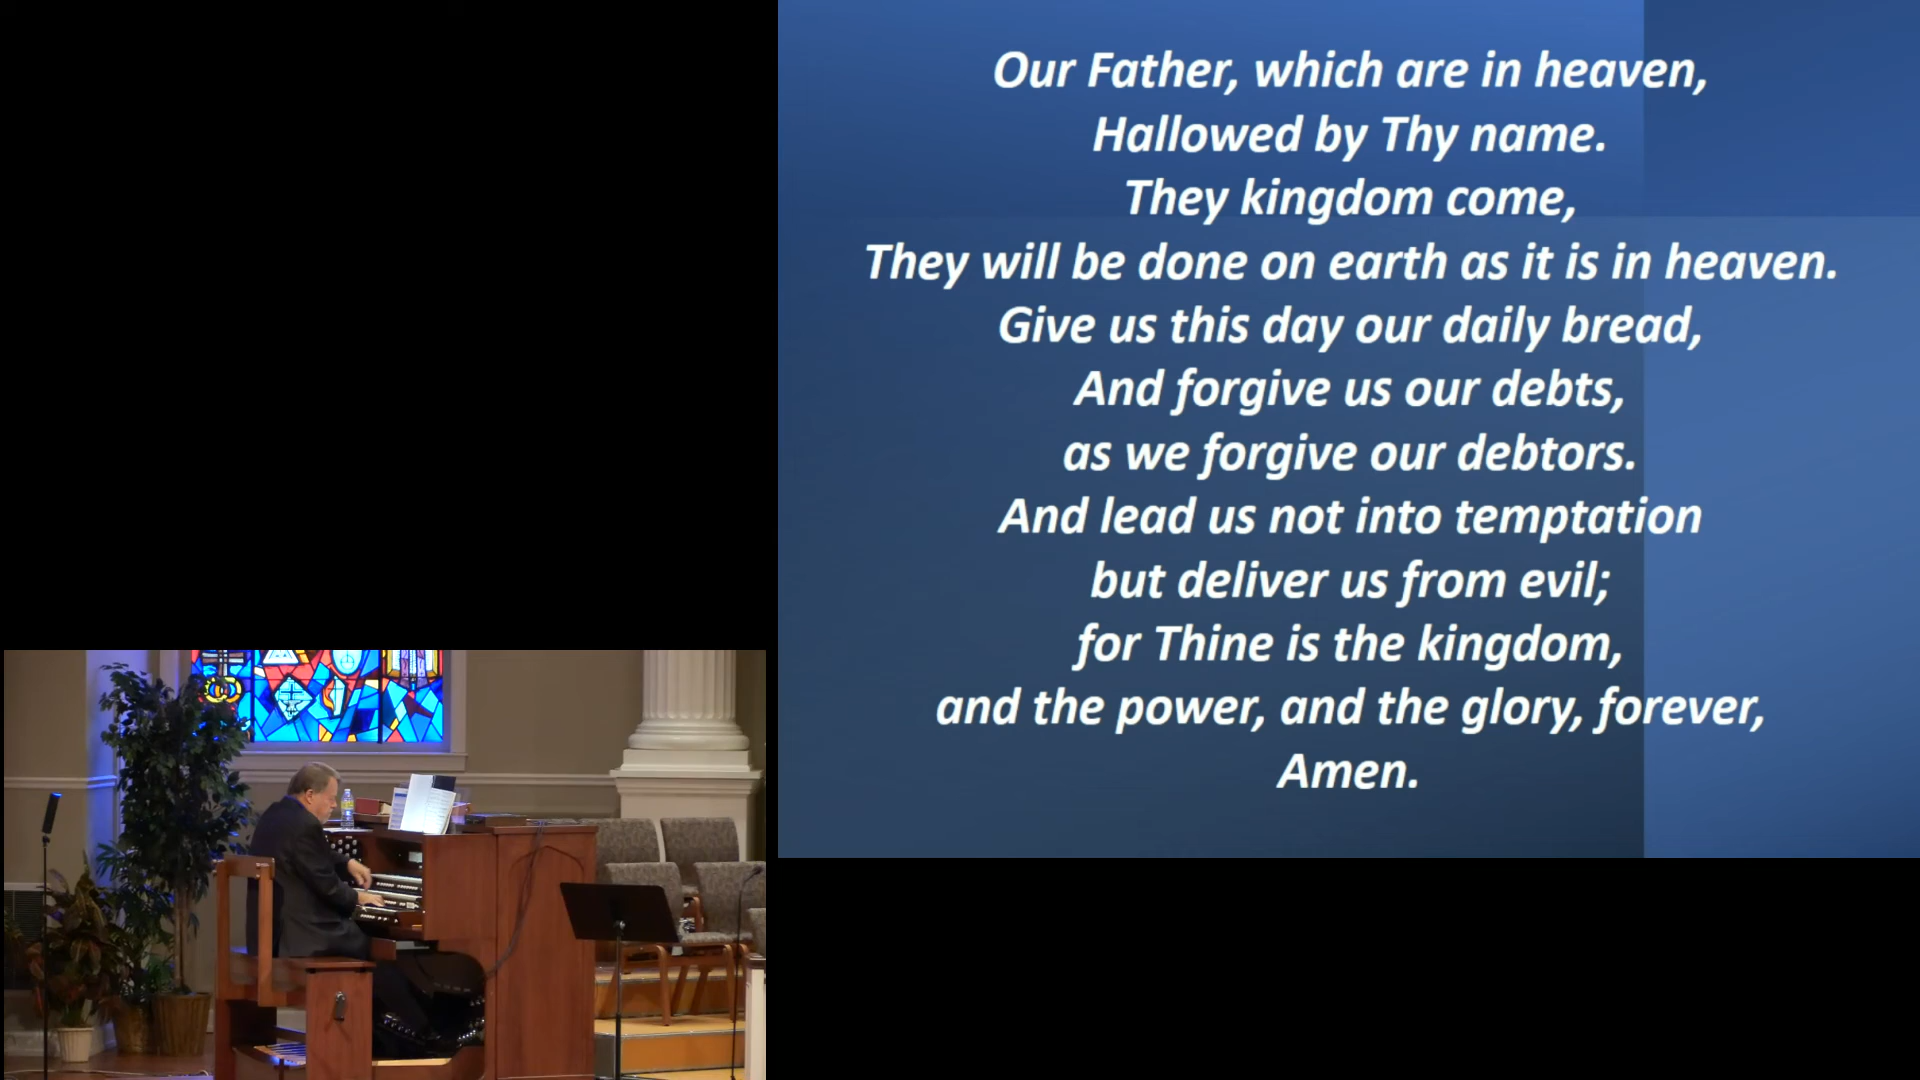 Our Father, which are in heaven,
Hallowed by Thy name.
They kingdom come,
They will be done on earth as it is in heaven.
Give us this day our daily bread,
And forgive us our debts,
as we forgive our debtors.
And lead us not into temptation
but deliver us from evil;
for Thine is the kingdom,
and the power, and the glory, forever,
Amen.